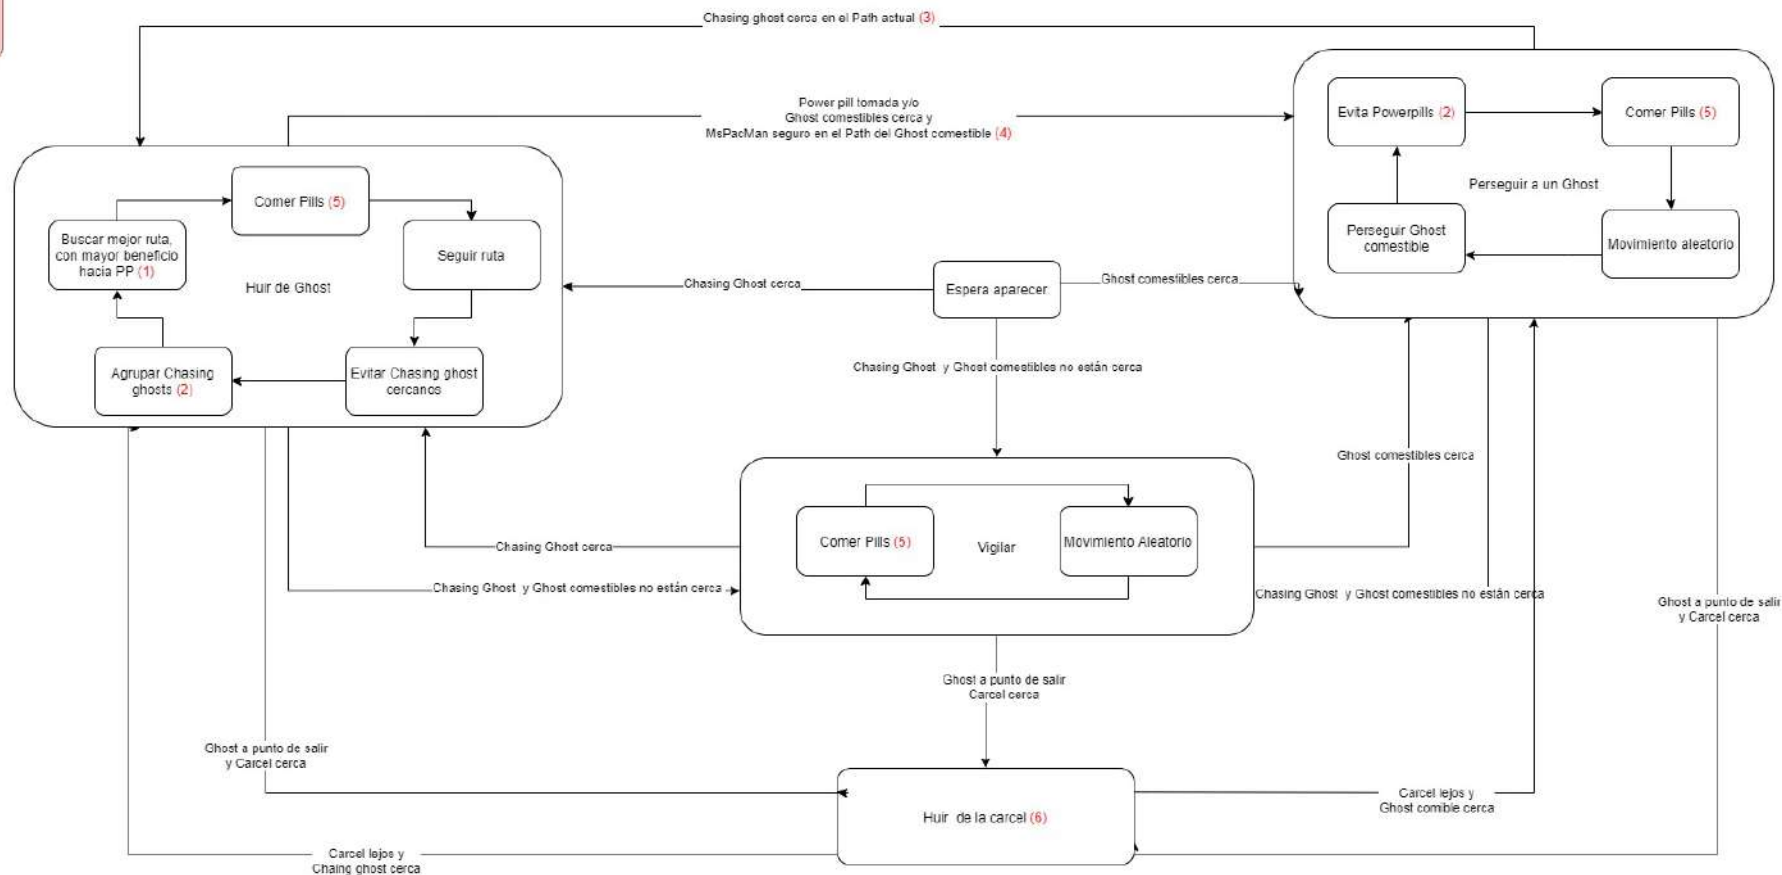 Chasing ghost cerca en el Path actual (3)
Power pill tomada y/o
Ghost comestibles cerca y
MsPacMan seguro en el Path del Ghost comestible (4)
Evita Powerpills (2)
Comer Pills (5)
Perseguir a un Ghost
Perseguir Ghost
comestible
Movimiento aleatorio
Comer Pills (5)
Buscar mejor ruta,
con mayor beneficio
hacia PP (1)
Seguir ruta
Huir de Ghost
Agrupar Chasing
ghosts (2)
Evitar Chasing ghost
cercanos
Chasing Ghost cerca
Espera aparecer
Ghost comestibles cerca
Chasing Ghost y Ghost comestibles no están cerca
Ghost comestibles cerca
Comer Pills (5)
Vigilar
Movimiento Aleatorio
Chasing Ghost cerca
Chasing Ghost y Ghost comestibles no están cerca
Chasing Ghost y Ghost comestibles no están cerca
Ghost a punto de salir
y Carcel cerca
Ghost a punto de salir
Carcel cerca
Ghost a punto de salir
y Carcel cerca
Huir de la carcel (6)
Carcel lejos y
Ghost comible cerca
Carcel lejos y
Chaing ghost cerca